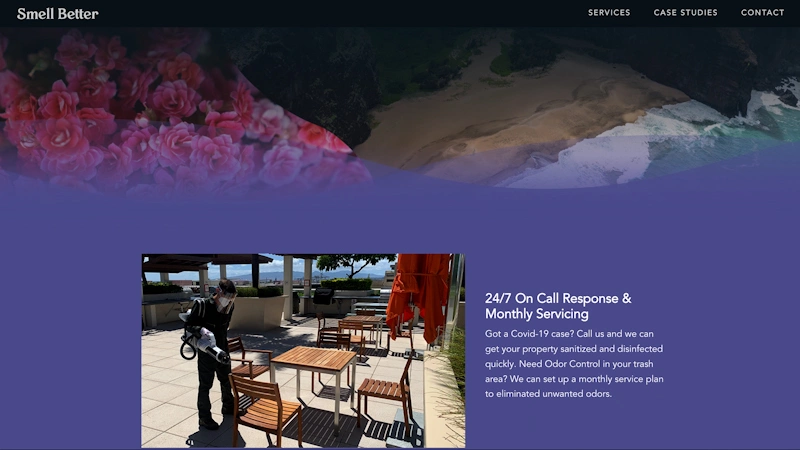 Smell Better
SERVICES CASE STUDIES CONTACT
24/7 On Call Response &
Monthly Servicing
Got a Covid-19 case? Call us and we can
get your property sanitized and disinfected
quickly. Need Odor Control in your trash
area? We can set up a monthly service plan
to eliminated unwanted odors.